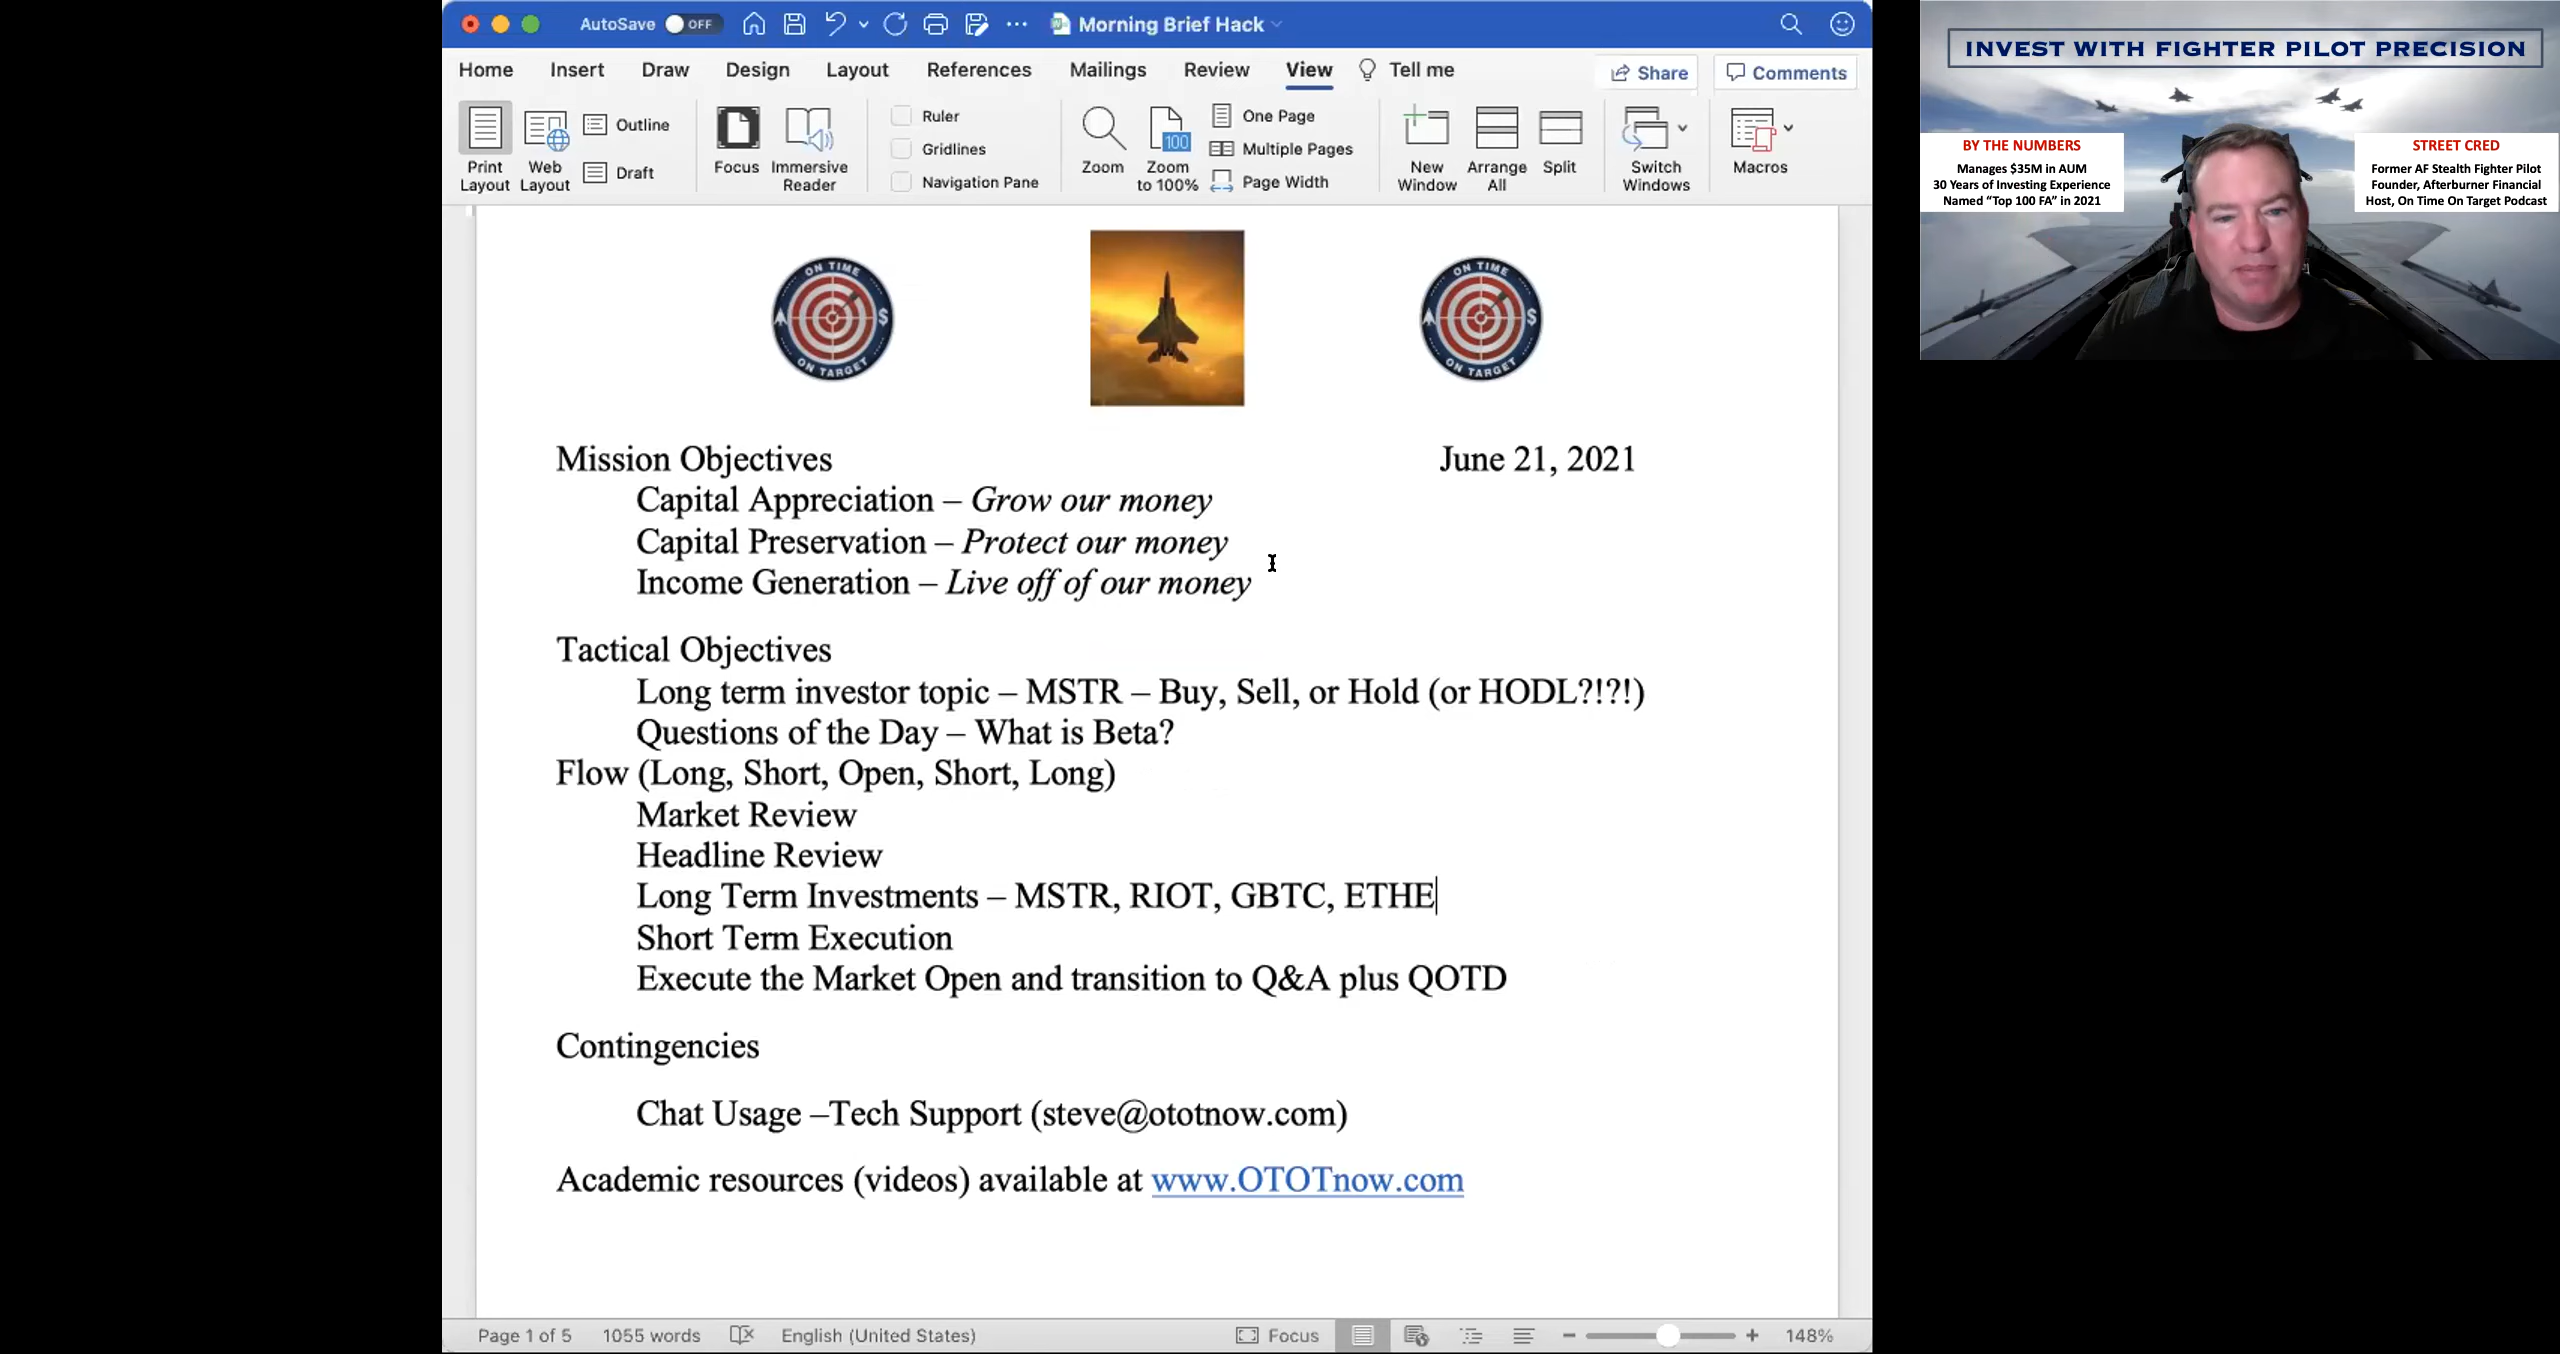 AutoSave OFF Morning Brief Hack
Home Insert Draw Design Layout References Mailings Review View Tell me Share Comments
Print Layout
Web Layout
Outline
Draft
Focus
Immersive Reader
Ruler
Gridlines
Navigation Pane
Zoom
Zoom to 100%
100
One Page
Multiple Pages
Page Width
New Window
Arrange All
Split
Switch Windows
Macros
ON TIME
$
ON TARGET
ON TIME
$
ON TARGET
Mission Objectives June 21, 2021
Capital Appreciation – Grow our money
Capital Preservation – Protect our money
Income Generation – Live off of our money
Tactical Objectives
Long term investor topic – MSTR – Buy, Sell, or Hold (or HODL?!?!)
Questions of the Day – What is Beta?
Flow (Long, Short, Open, Short, Long)
Market Review
Headline Review
Long Term Investments – MSTR, RIOT, GBTC, ETHE
Short Term Execution
Execute the Market Open and transition to Q&A plus QOTD
Contingencies
Chat Usage –Tech Support (steve@ototnow.com)
Academic resources (videos) available at www.OTOTnow.com
Page 1 of 5 1055 words English (United States) Focus 148%
INVEST WITH FIGHTER PILOT PRECISION
BY THE NUMBERS
Manages $35M in AUM
30 Years of Investing Experience
Named “Top 100 FA” in 2021
STREET CRED
Former AF Stealth Fighter Pilot
Founder, Afterburner Financial
Host, On Time On Target Podcast